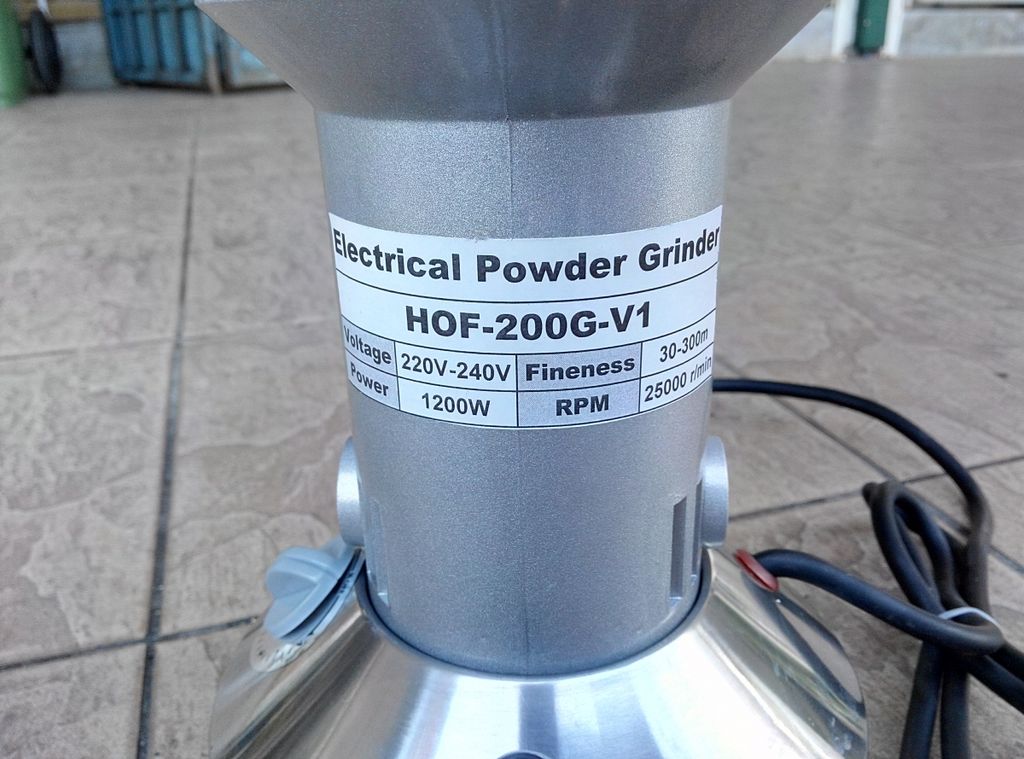 Electrical Powder Grinder
HOF-200G-V1
Voltage 220V-240V Fineness 30-300m
Power 1200W RPM 25000 r/min